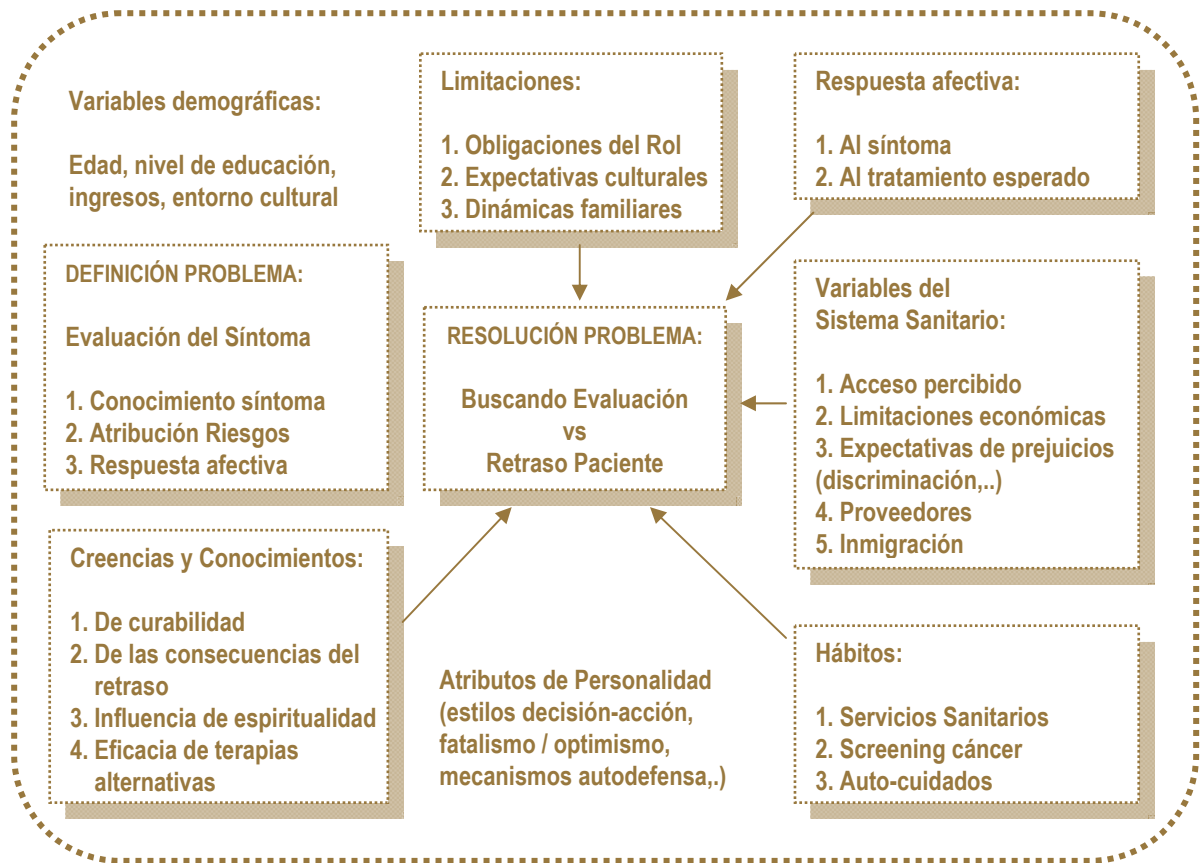 Variables demográficas:
Edad, nivel de educación,
ingresos, entorno cultural
Limitaciones:
1. Obligaciones del Rol
2. Expectativas culturales
3. Dinámicas familiares
Respuesta afectiva:
1. Al síntoma
2. Al tratamiento esperado
DEFINICIÓN PROBLEMA:
Evaluación del Síntoma
1. Conocimiento síntoma
2. Atribución Riesgos
3. Respuesta afectiva
RESOLUCIÓN PROBLEMA:
Buscando Evaluación
vs
Retraso Paciente
Variables del
Sistema Sanitario:
1. Acceso percibido
2. Limitaciones económicas
3. Expectativas de prejuicios
(discriminación,..)
4. Proveedores
5. Inmigración
Creencias y Conocimientos:
1. De curabilidad
2. De las consecuencias del
retraso
3. Influencia de espiritualidad
4. Eficacia de terapias
alternativas
Atributos de Personalidad
(estilos decisión-acción,
fatalismo / optimismo,
mecanismos autodefensa,.)
Hábitos:
1. Servicios Sanitarios
2. Screening cáncer
3. Auto-cuidados